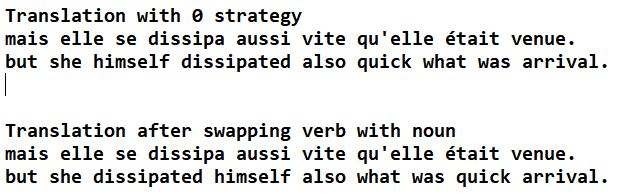 Translation with 0 strategy
mais elle se dissipa aussi vite qu'elle était venue.
but she himself dissipated also quick what was arrival.
Translation after swapping verb with noun
mais elle se dissipa aussi vite qu'elle était venue.
but she dissipated himself also what was quick arrival.